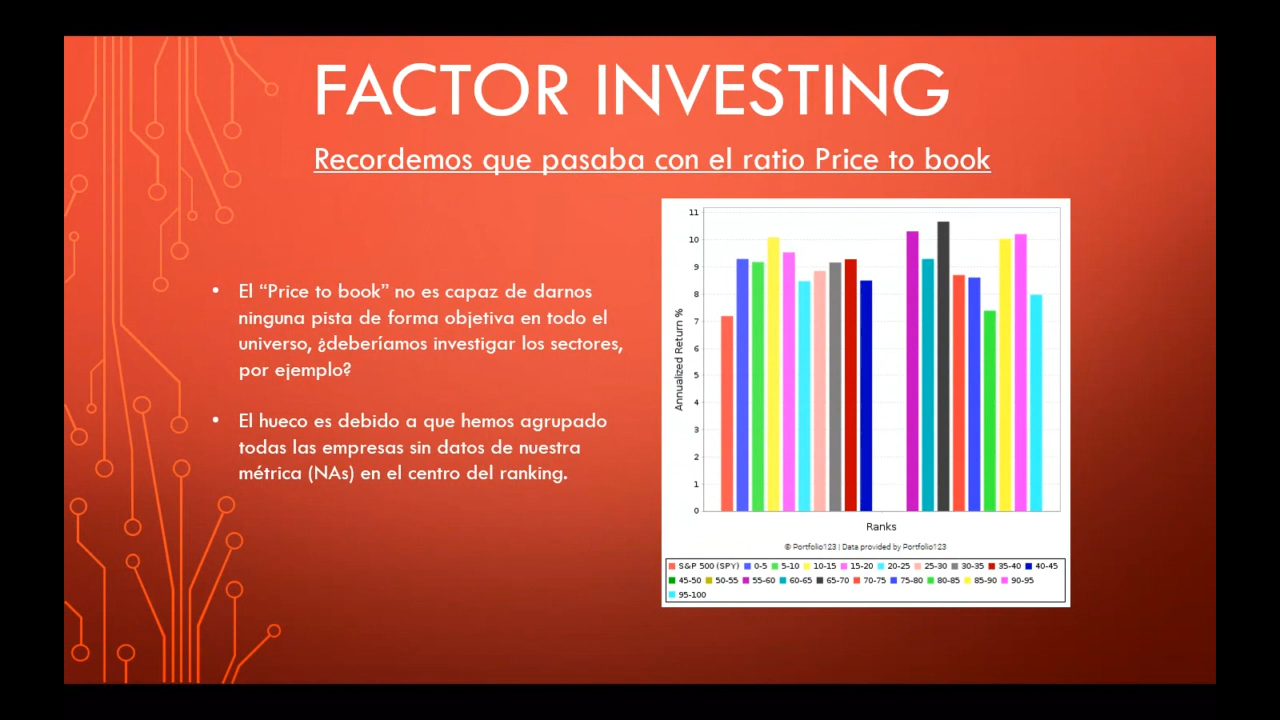 FACTOR INVESTING
Recordemos que pasaba con el ratio Price to book
• El “Price to book” no es capaz de darnos
ninguna pista de forma objetiva en todo el
universo, ¿deberíamos investigar los sectores,
por ejemplo?
• El hueco es debido a que hemos agrupado
todas las empresas sin datos de nuestra
métrica (NAs) en el centro del ranking.
11
10
9
8
7
6
5
4
3
2
1
0
Annualized Return %
Ranks
© Portfolio123 | Data provided by Portfolio123
S&P 500 (SPY) 0-5 5-10 10-15 15-20 20-25 25-30 30-35 35-40 40-45
45-50 50-55 55-60 60-65 65-70 70-75 75-80 80-85 85-90 90-95
95-100